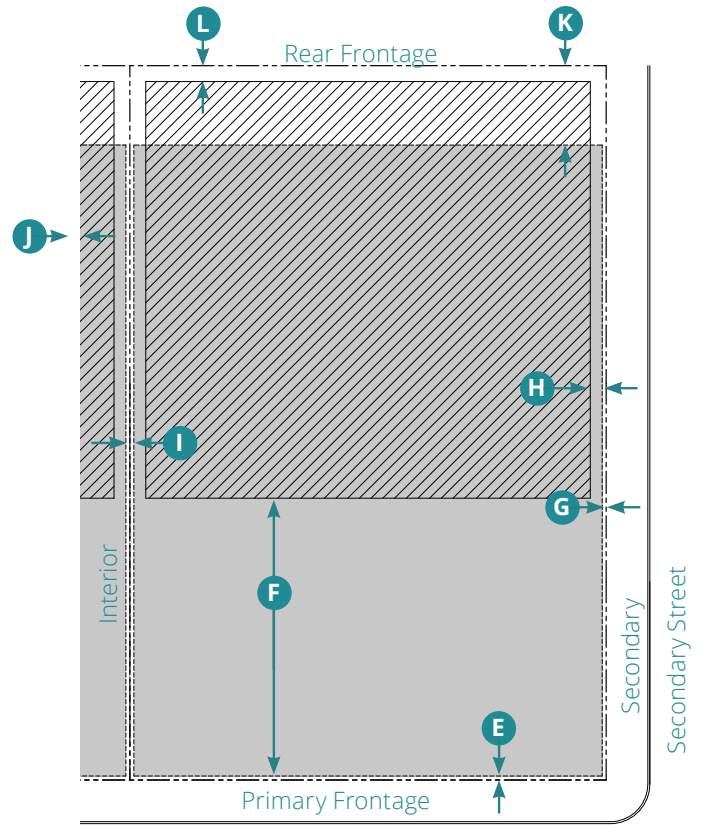 L
K
Rear Frontage
J
H
I
G
Interior
F
Secondary
Secondary Street
E
Primary Frontage